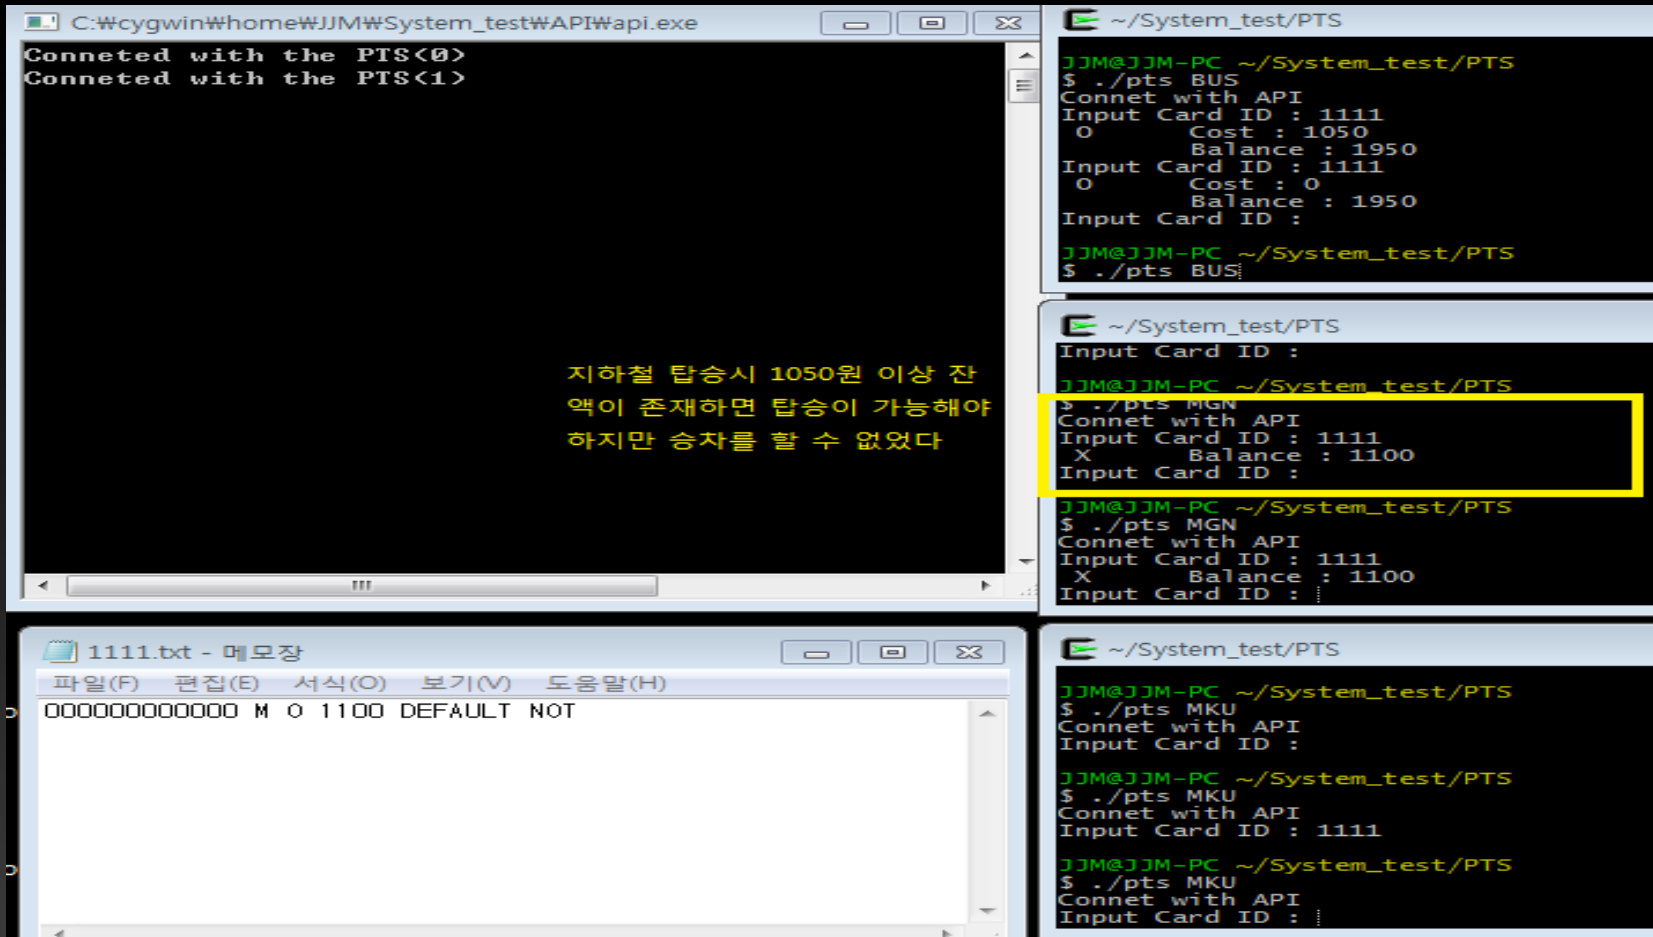 C:₩cygwin₩home₩JJM₩System_test₩API₩api.exe
Conneted with the PTS<0>
Conneted with the PTS<1>
지하철 탑승시 1050원 이상 잔
액이 존재하면 탑승이 가능해야
하지만 승차를 할 수 없었다
1111.txt - 메모장
파일(F) 편집(E) 서식(O) 보기(V) 도움말(H)
000000000000 M O 1100 DEFAULT NOT
~/System_test/PTS
JJM@JJM-PC ~/System_test/PTS
$ ./pts BUS
Connet with API
Input Card ID : 1111
O Cost : 1050
Balance : 1950
Input Card ID : 1111
O Cost : 0
Balance : 1950
Input Card ID :
JJM@JJM-PC ~/System_test/PTS
$ ./pts BUS
~/System_test/PTS
Input Card ID :
JJM@JJM-PC ~/System_test/PTS
$ ./pts MGN
Connet with API
Input Card ID : 1111
X Balance : 1100
Input Card ID :
JJM@JJM-PC ~/System_test/PTS
$ ./pts MGN
Connet with API
Input Card ID : 1111
X Balance : 1100
Input Card ID :
~/System_test/PTS
JJM@JJM-PC ~/System_test/PTS
$ ./pts MKU
Connet with API
Input Card ID :
JJM@JJM-PC ~/System_test/PTS
$ ./pts MKU
Connet with API
Input Card ID : 1111
JJM@JJM-PC ~/System_test/PTS
$ ./pts MKU
Connet with API
Input Card ID :